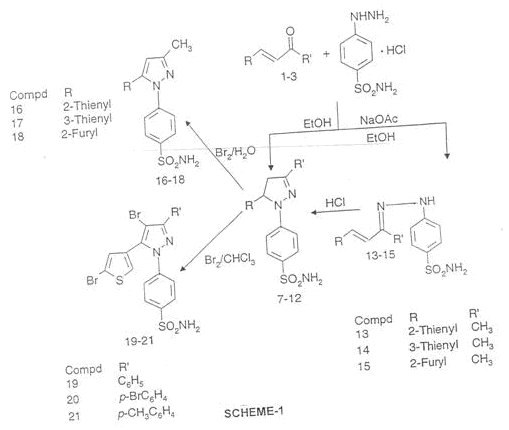 NHNH₂
O
R
R'
+
· HCl
1-3
SO₂NH₂
CH₃
N
R
N
SO₂NH₂
16-18
Compd R
16 2-Thienyl
17 3-Thienyl
18 2-Furyl
EtOH
NaOAc
EtOH
Br₂/H₂O
R'
N
R
N
SO₂NH₂
7-12
HCl
N
NH
R
R'
SO₂NH₂
13-15
Br
R'
N
N
Br
S
SO₂NH₂
19-21
Br₂/CHCl₃
Compd R R'
13 2-Thienyl CH₃
14 3-Thienyl CH₃
15 2-Furyl CH₃
Compd R'
19 C₆H₅
20 p-BrC₆H₄
21 p-CH₃C₆H₄
SCHEME-1